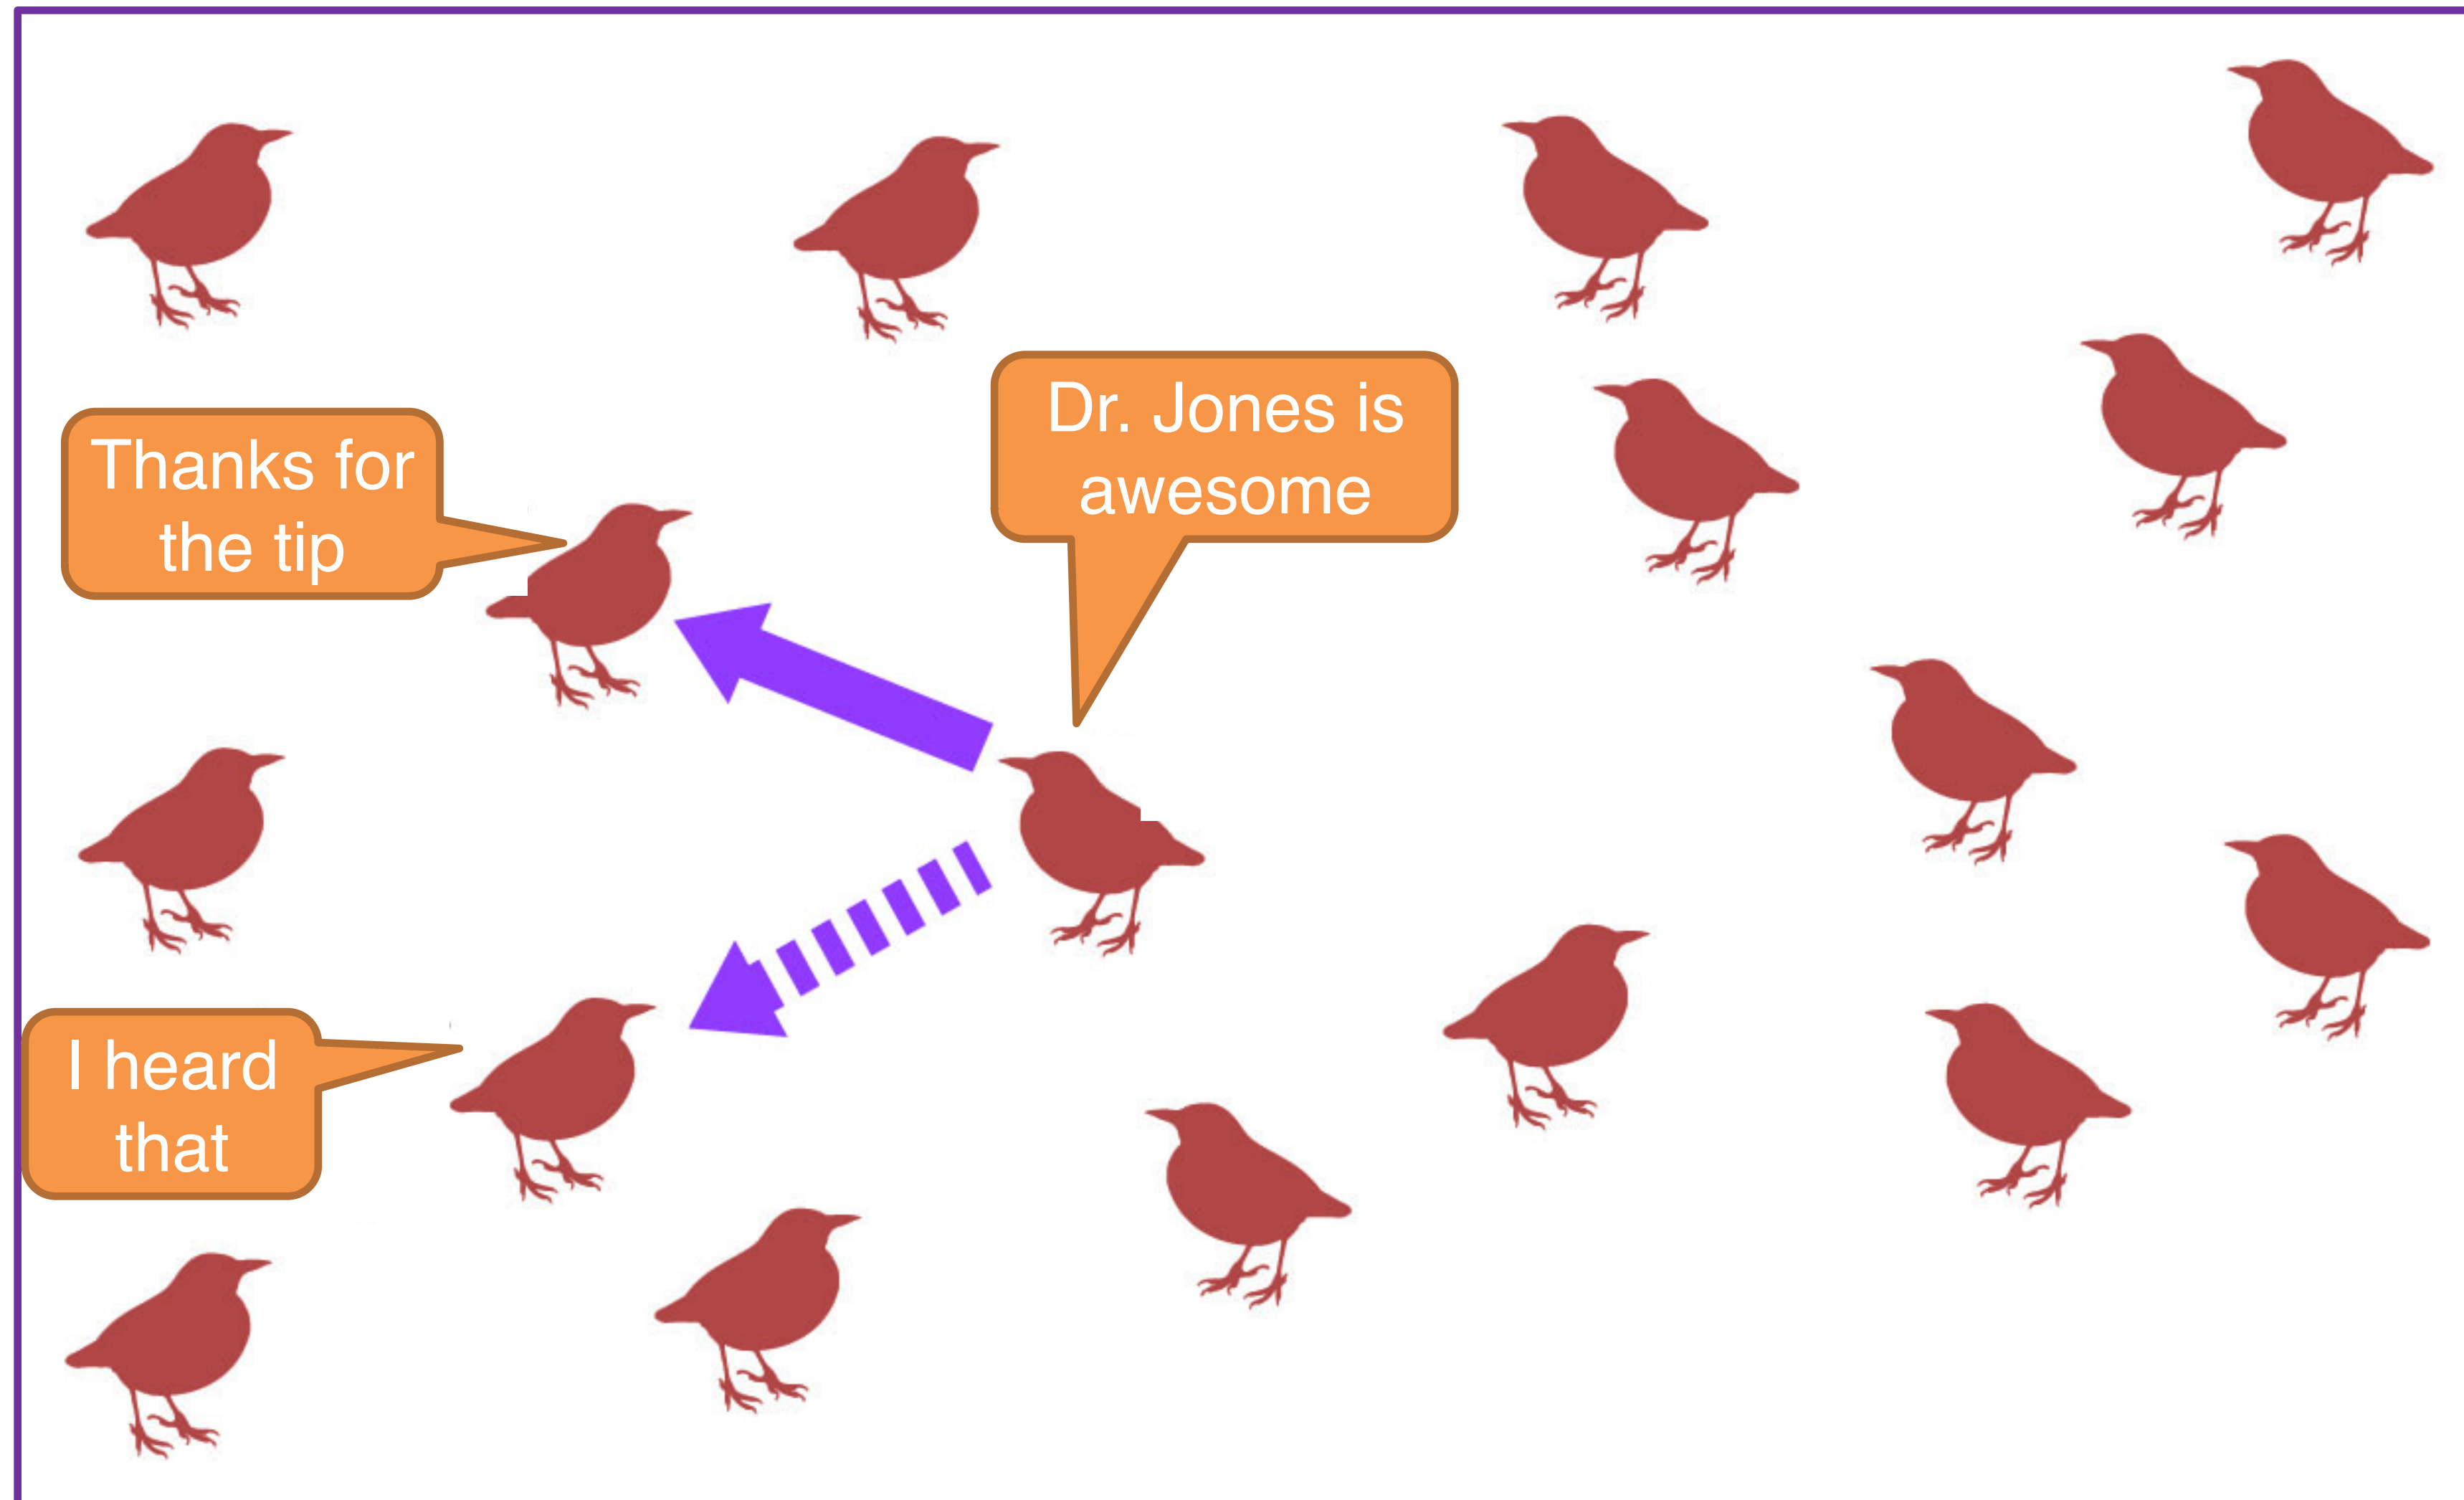 Dr. Jones is
awesome
Thanks for
the tip
I heard
that